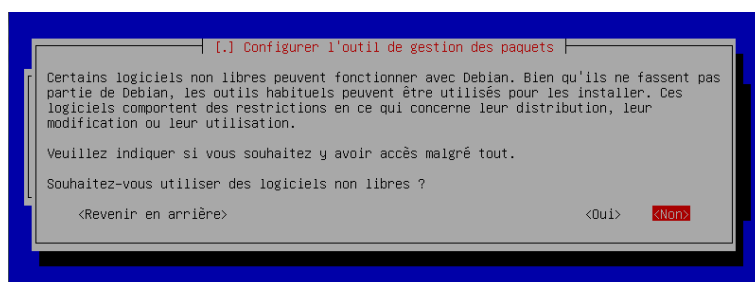 [.] Configurer l'outil de gestion des paquets
Certains logiciels non libres peuvent fonctionner avec Debian. Bien qu'ils ne fassent pas
partie de Debian, les outils habituels peuvent être utilisés pour les installer. Ces
logiciels comportent des restrictions en ce qui concerne leur distribution, leur
modification ou leur utilisation.
Veuillez indiquer si vous souhaitez y avoir accès malgré tout.
Souhaitez-vous utiliser des logiciels non libres ?
<Revenir en arrière> <Oui> <Non>